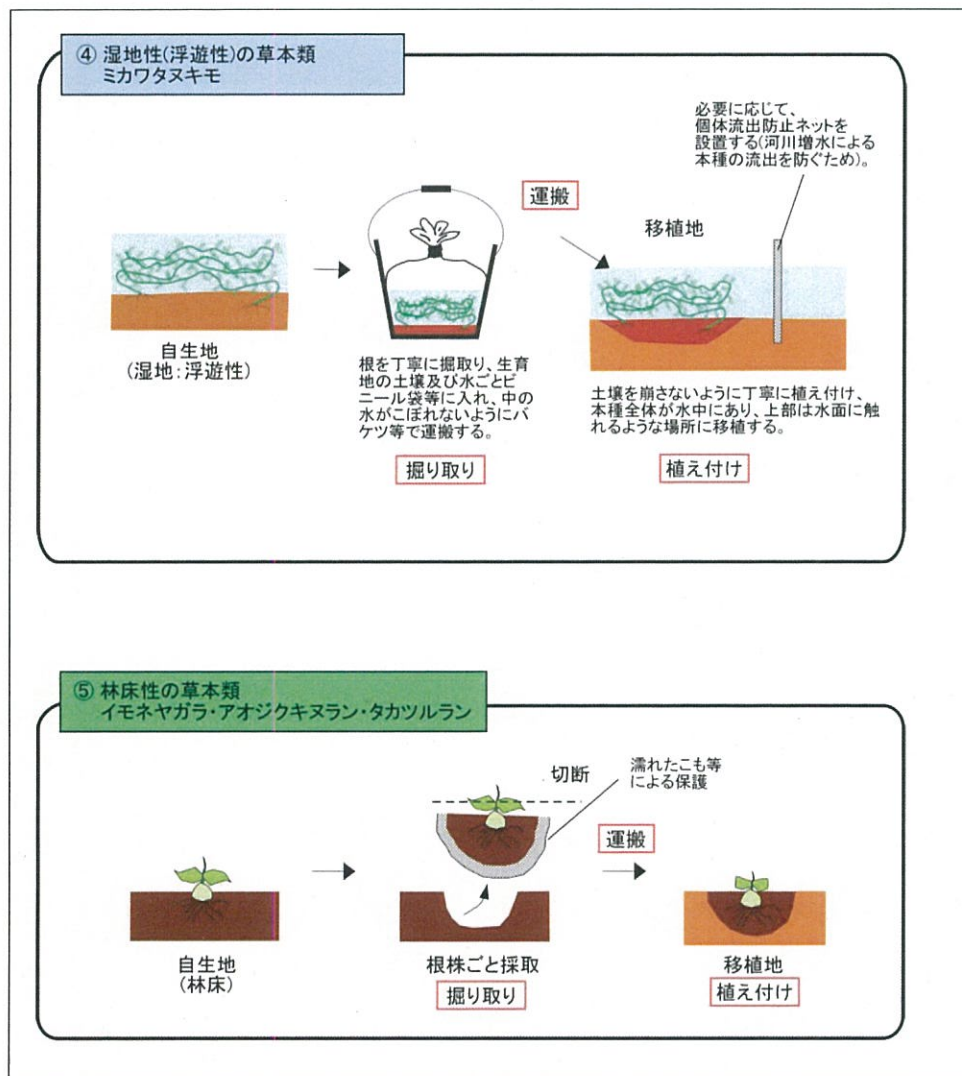 ④ 湿地性(浮遊性)の草本類
ミカワタヌキモ
必要に応じて、
個体流出防止ネットを
設置する(河川増水による
本種の流出を防ぐため)。
運搬
移植地
自生地
(湿地:浮遊性)
根を丁寧に掘取り、生育
地の土壌及び水ごとビ
ニール袋等に入れ、中の
水がこぼれないようにバ
ケツ等で運搬する。
掘り取り
土壌を崩さないように丁寧に植え付け、
本種全体が水中にあり、上部は水面に触
れるような場所に移植する。
植え付け
⑤ 林床性の草本類
イモネヤガラ・アオジクキヌラン・タカツルラン
切断
濡れたこも等
による保護
運搬
自生地
(林床)
根株ごと採取
掘り取り
移植地
植え付け